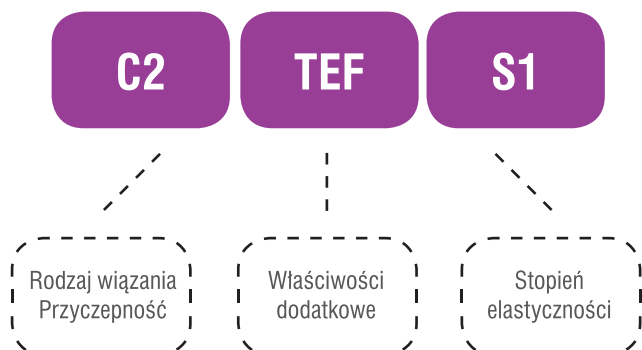 C2 TEF S1
Rodzaj wiązania
Przyczepność
Właściwości
dodatkowe
Stopień
elastyczności